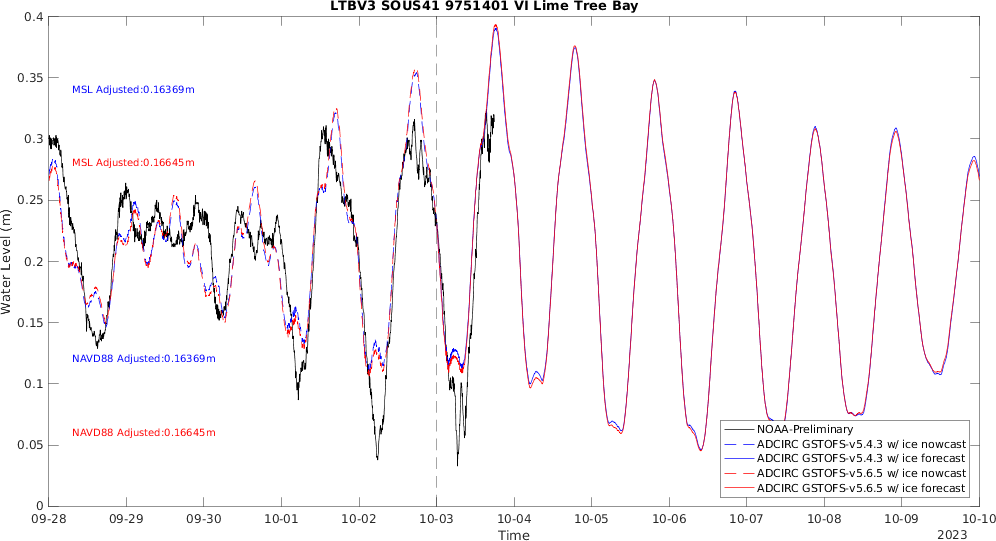 LTBV3 SOUS41 9751401 VI Lime Tree Bay
0.4
0.35
0.3
0.25
0.2
0.15
0.1
0.05
0
Water Level (m)
MSL Adjusted:0.16369m
MSL Adjusted:0.16645m
NAVD88 Adjusted:0.16369m
NAVD88 Adjusted:0.16645m
NOAA-Preliminary
ADCIRC GSTOFS-v5.4.3 w/ ice nowcast
ADCIRC GSTOFS-v5.4.3 w/ ice forecast
ADCIRC GSTOFS-v5.6.5 w/ ice nowcast
ADCIRC GSTOFS-v5.6.5 w/ ice forecast
09-28 09-29 09-30 10-01 10-02 10-03 10-04 10-05 10-06 10-07 10-08 10-09 10-10
Time
2023